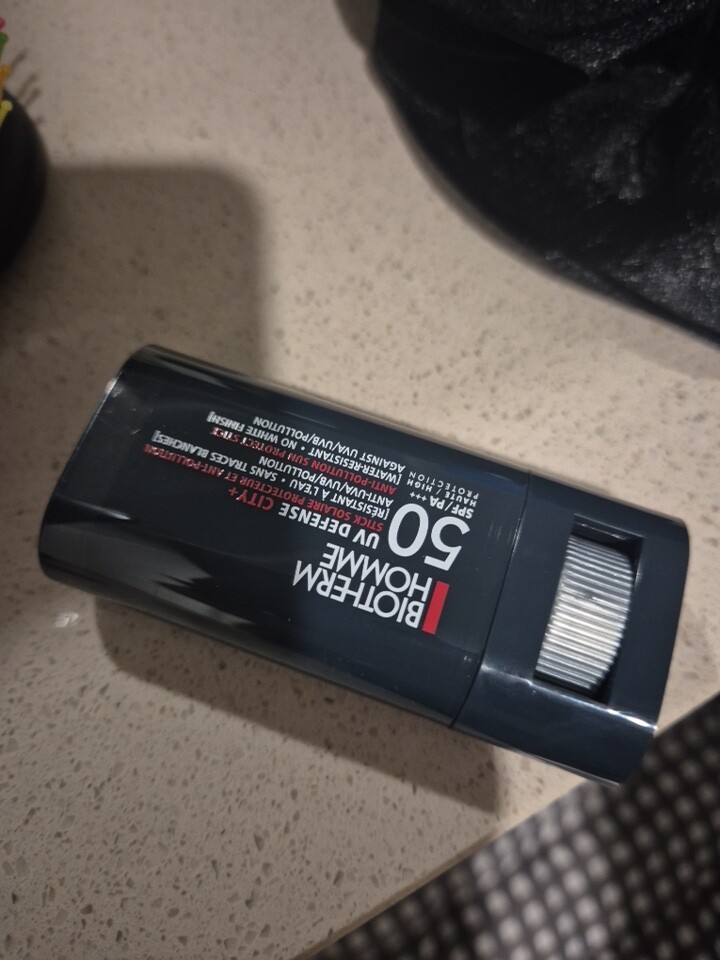 BIOTHERM
HOMME
50
SPF/PA +++
HAUTE / HIGH
PROTECTION
UV DEFENSE CITY+
STICK SOLAIRE PROTECTEUR ET ANTI-POLLUTION
[RÉSISTANT À L'EAU • SANS TRACES BLANCHES]
ANTI-UVA/UVB/POLLUTION
ANTI-POLLUTION SUN PROTECT STICK
[WATER-RESISTANT • NO WHITE FINISH]
AGAINST UVA/UVB/POLLUTION